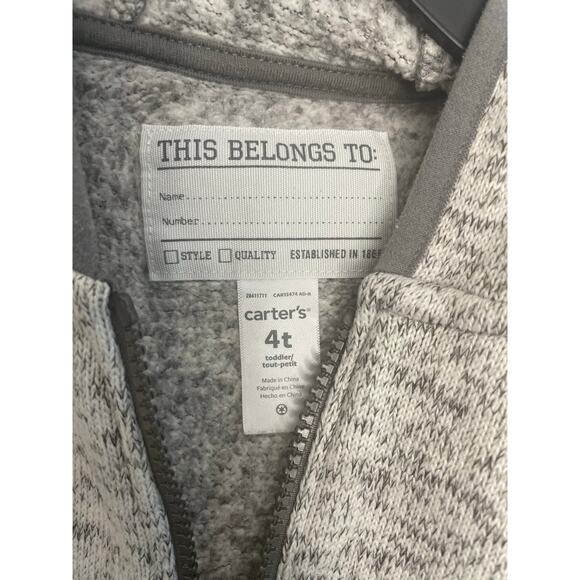 THIS BELONGS TO:
Name
Number
STYLE QUALITY ESTABLISHED IN
carter's
4t
toddler/
tout-petit
Made in China
Fabriqué en Chine
Hecho en China